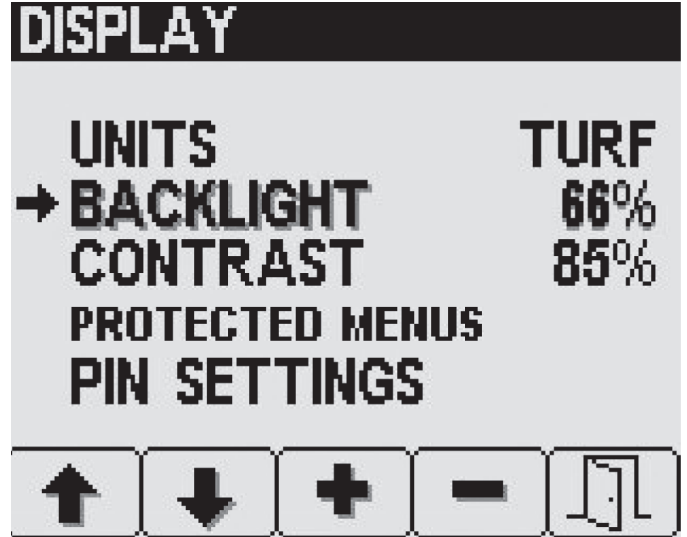 DISPLAY
UNITS TURF
BACKLIGHT 66%
CONTRAST 85%
PROTECTED MENUS
PIN SETTINGS